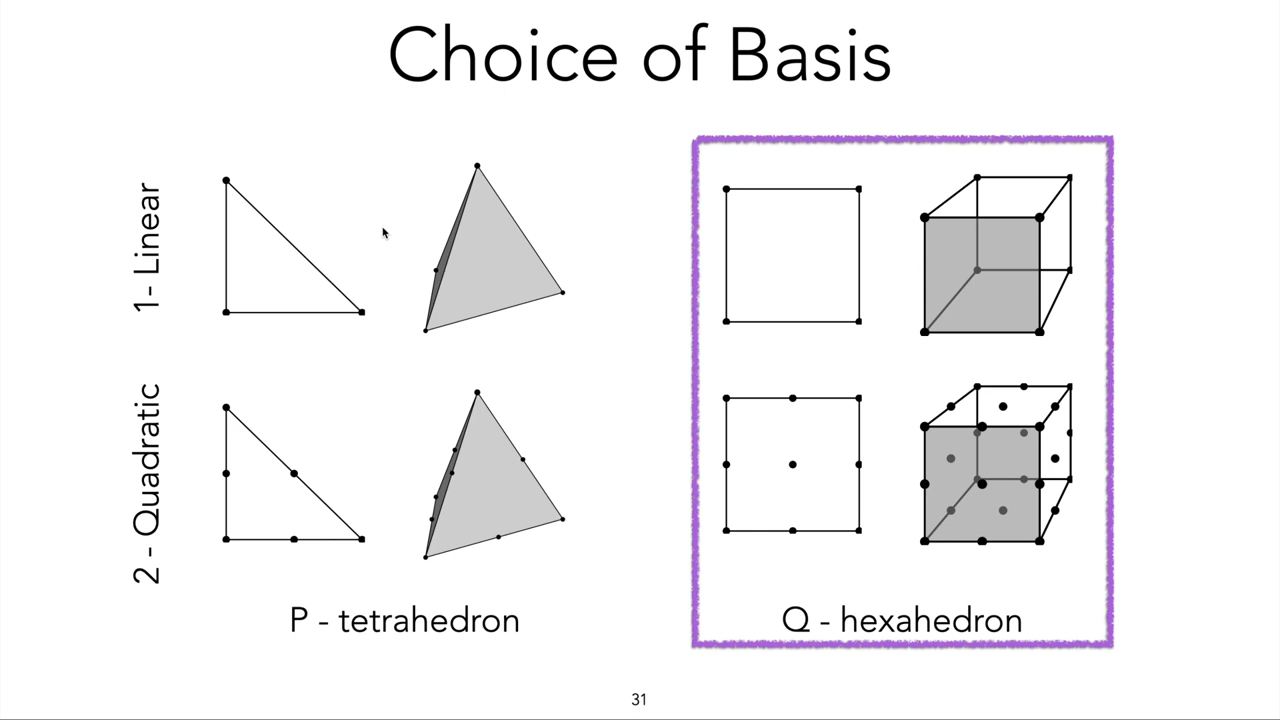 Choice of Basis
1- Linear
2 - Quadratic
P - tetrahedron
Q - hexahedron
31